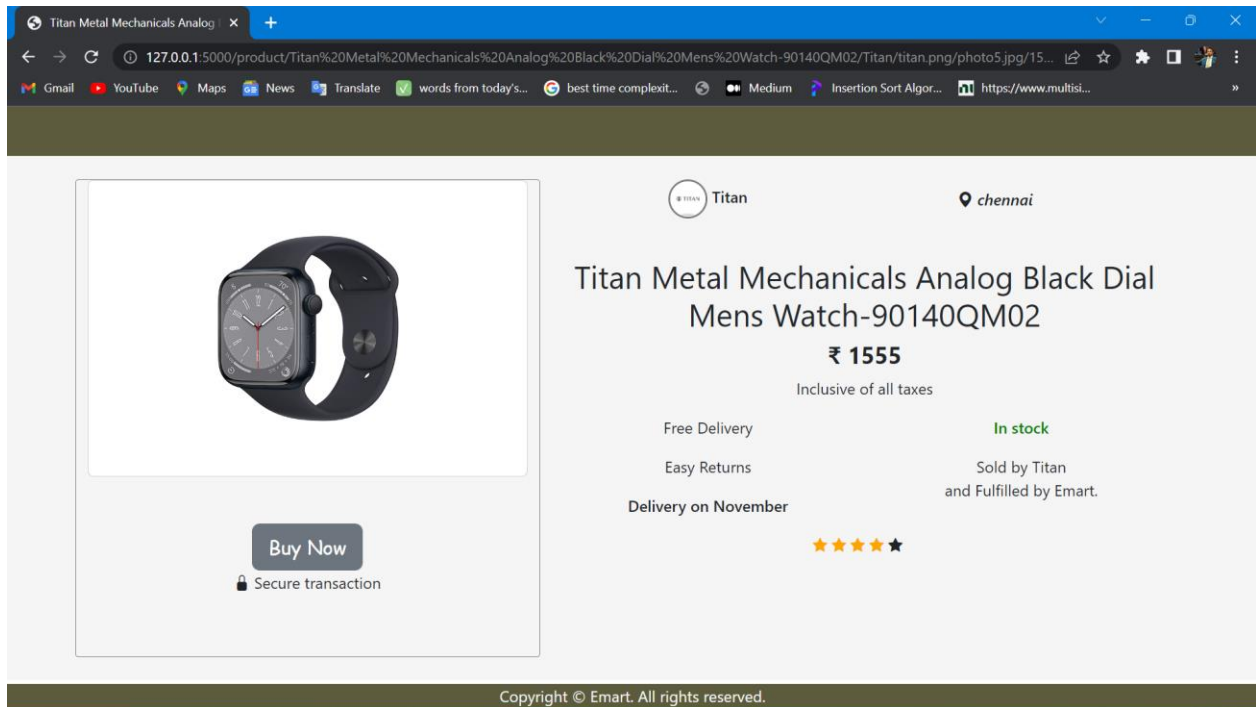 Titan Metal Mechanicals Analog
127.0.0.1:5000/product/Titan%20Metal%20Mechanicals%20Analog%20Black%20Dial%20Mens%20Watch-90140QM02/Titan/titan.png/photo5.jpg/15...
Gmail YouTube Maps News Translate words from today's... best time complexit... Medium Insertion Sort Algor... https://www.multisi... »
TITAN Titan chennai
Titan Metal Mechanicals Analog Black Dial
Mens Watch-90140QM02
₹ 1555
Inclusive of all taxes
Free Delivery In stock
Easy Returns Sold by Titan
and Fulfilled by Emart.
Delivery on November
Buy Now
Secure transaction
Copyright © Emart. All rights reserved.